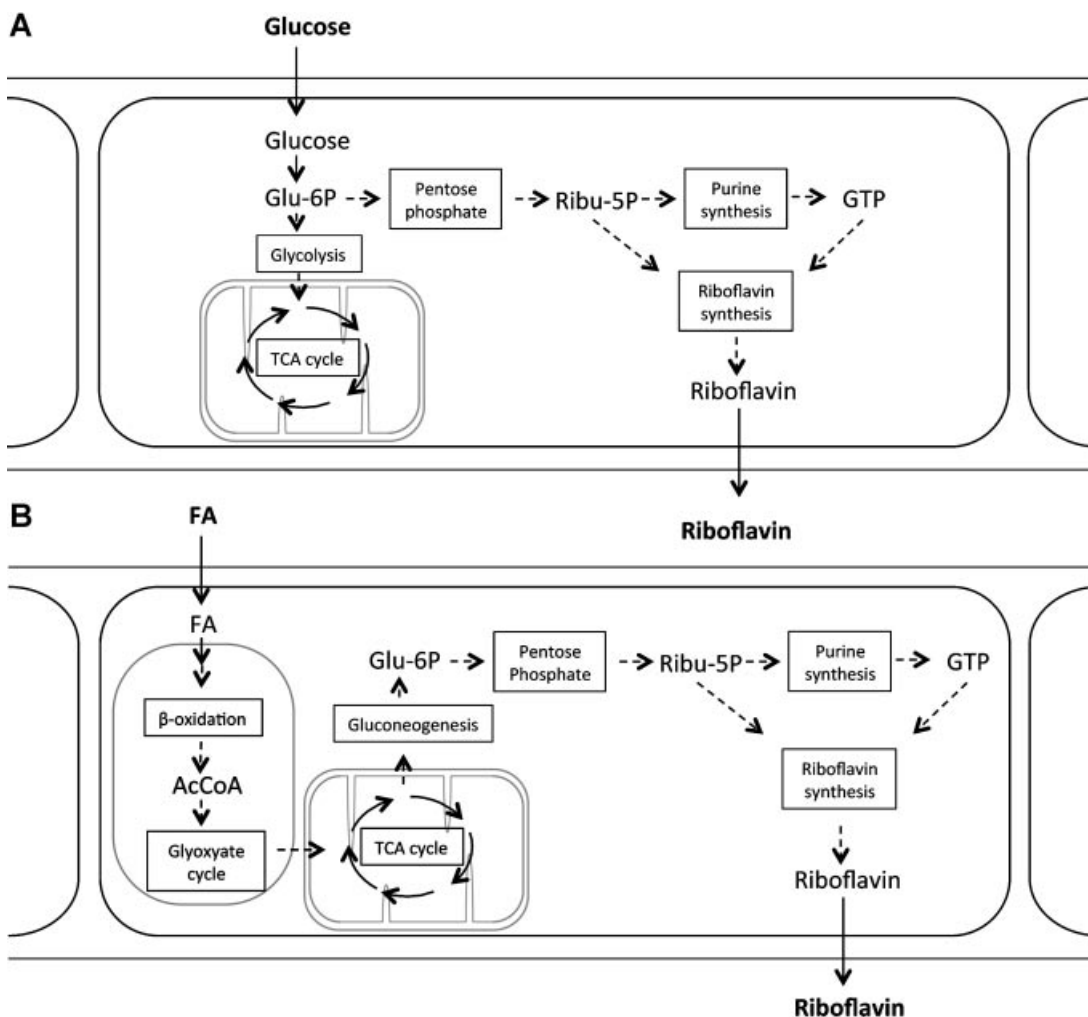 A
Glucose
Glucose
Glu-6P
Pentose
phosphate
Ribu-5P
Purine
synthesis
GTP
Glycolysis
Riboflavin
synthesis
TCA cycle
Riboflavin
Riboflavin
B
FA
FA
Glu-6P
Pentose
Phosphate
Ribu-5P
Purine
synthesis
GTP
β-oxidation
Gluconeogenesis
AcCoA
Riboflavin
synthesis
Glyoxyate
cycle
TCA cycle
Riboflavin
Riboflavin